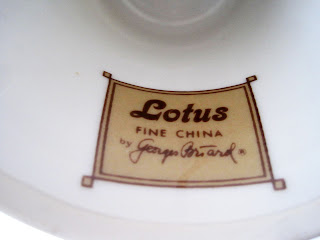 Lotus
FINE CHINA
by Georges Briard *